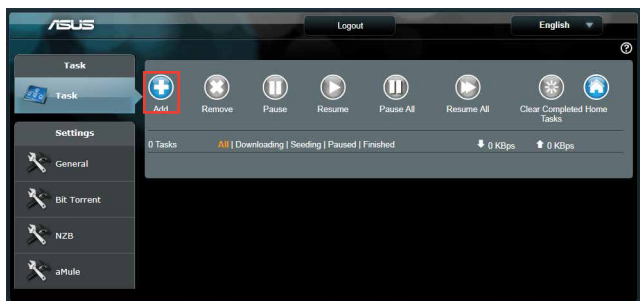 ASUS
Logout
English
?
Task
Task
Settings
General
Bit Torrent
NZB
aMule
Add
Remove
Pause
Resume
Pause All
Resume All
Clear Completed
Tasks
Home
0 Tasks
All | Downloading | Seeding | Paused | Finished
0 KBps
0 KBps